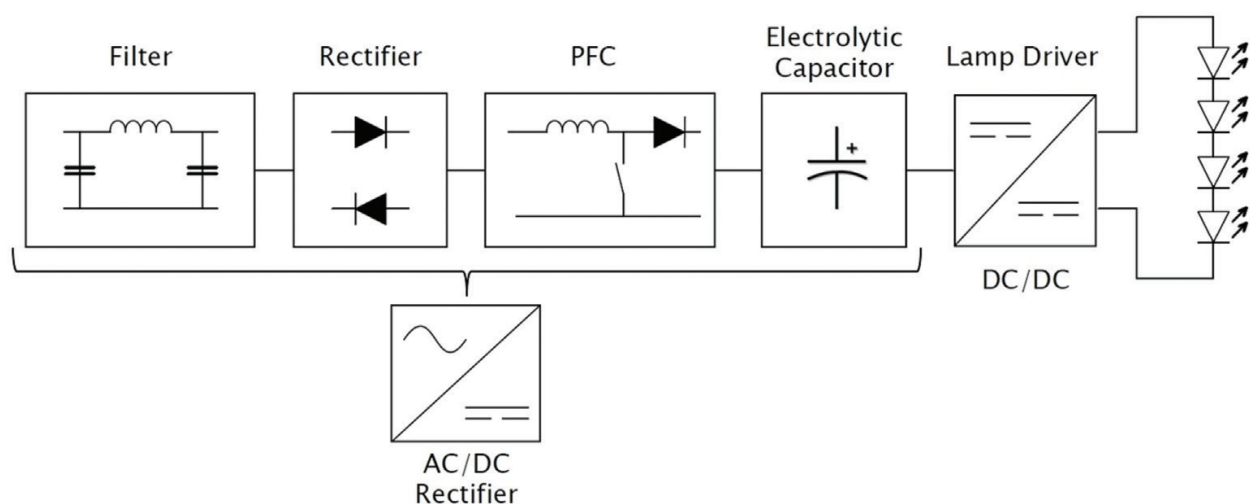 Filter
Rectifier
PFC
Electrolytic
Capacitor
Lamp Driver
+
DC/DC
AC/DC
Rectifier